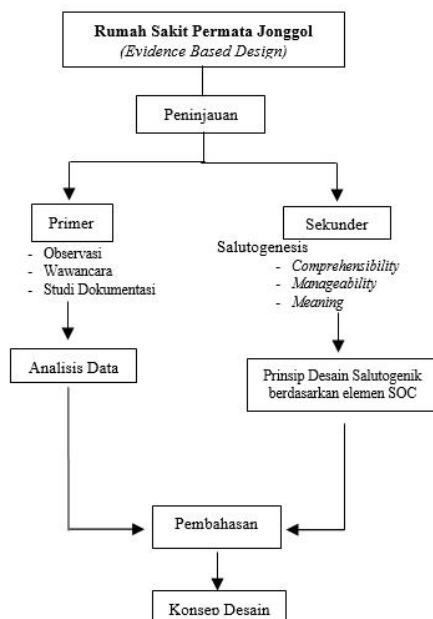 Rumah Sakit Permata Jonggol
(Evidence Based Design)
Peninjauan
Primer
- Observasi
- Wawancara
- Studi Dokumentasi
Sekunder
Salutogenesis
- Comprehensibility
- Manageability
- Meaning
Analisis Data
Prinsip Desain Salutogenik
berdasarkan elemen SOC
Pembahasan
Konsep Desain